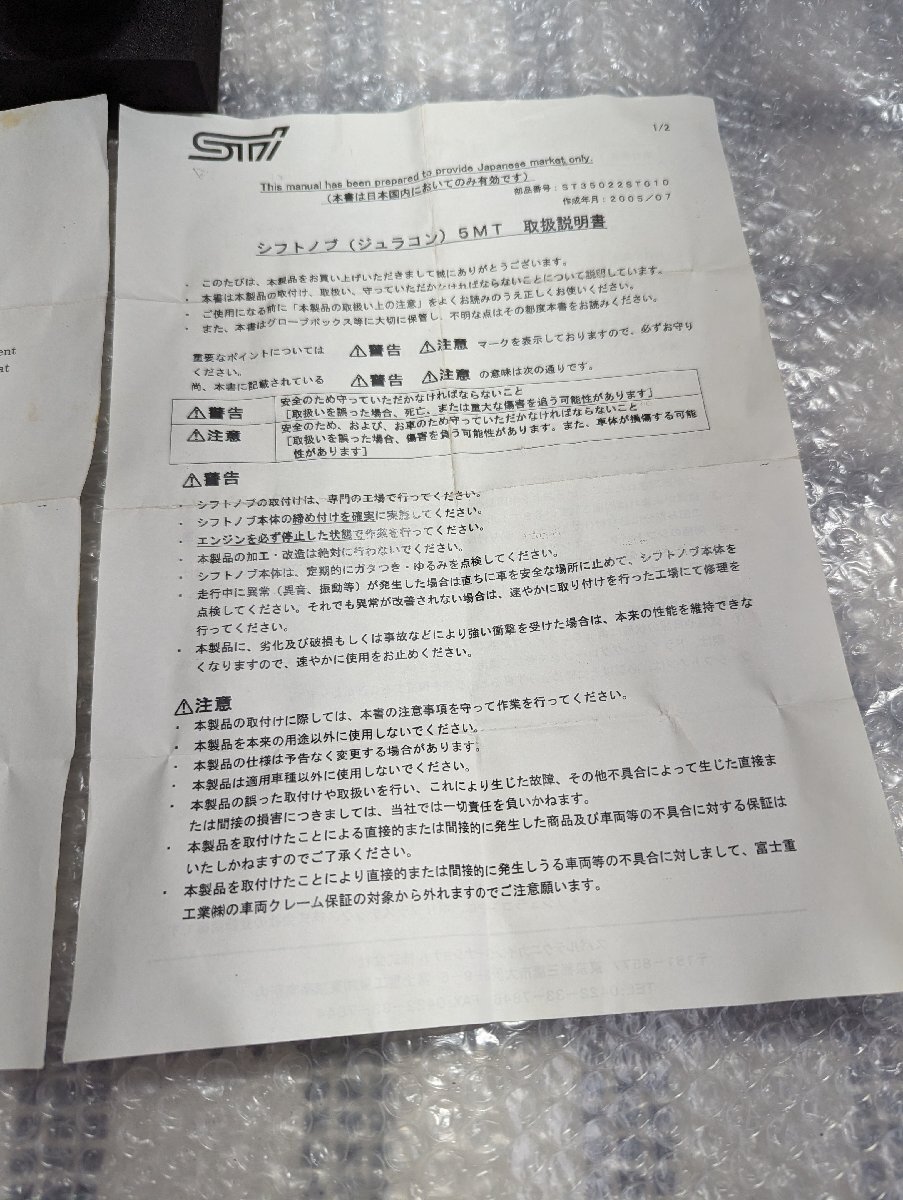 ent
at
STI
1/2
This manual has been prepared to provide Japanese market only.
(本書は日本国内においてのみ有効です)
部品番号：ST35022ST010
作成年月：2005/07
シフトノブ（ジュラコン）5MT 取扱説明書
・ このたびは、本製品をお買い上げいただきまして誠にありがとうございます。
・ 本書は本製品の取付け、取扱い、守っていただかなければならないことについて説明しています。
・ ご使用になる前に「本製品の取扱い上の注意」をよくお読みのうえ正しくお使いください。
・ また、本書はグローブボックス等に大切に保管し、不明な点はその都度本書をお読みください。
重要なポイントについては ⚠警告 ⚠注意 マークを表示しておりますので、必ずお守り
ください。
尚、本書に記載されている ⚠警告 ⚠注意 の意味は次の通りです。
⚠警告 安全のため守っていただかなければならないこと
[取扱いを誤った場合、死亡、または重大な傷害を追う可能性があります]
⚠注意 安全のため、および、お車のため守っていただかなければならないこと
[取扱いを誤った場合、傷害を負う可能性があります。また、車体が損傷する可能
性があります]
⚠警告
・ シフトノブの取付けは、専門の工場で行ってください。
・ シフトノブ本体の締め付けを確実に実施してください。
・ エンジンを必ず停止した状態で作業を行ってください。
・ 本製品の加工・改造は絶対に行わないでください。
・ シフトノブ本体は、定期的にガタつき・ゆるみを点検してください。
・ 走行中に異常（異音、振動等）が発生した場合は直ちに車を安全な場所に止めて、シフトノブ本体を
点検してください。それでも異常が改善されない場合は、速やかに取り付けを行った工場にて修理を
行ってください。
・ 本製品に、劣化及び破損もしくは事故などにより強い衝撃を受けた場合は、本来の性能を維持できな
くなりますので、速やかに使用をお止めください。
⚠注意
・ 本製品の取付けに際しては、本書の注意事項を守って作業を行ってください。
・ 本製品を本来の用途以外に使用しないでください。
・ 本製品の仕様は予告なく変更する場合があります。
・ 本製品は適用車種以外に使用しないでください。
・ 本製品の誤った取付けや取扱いを行い、これにより生じた故障、その他不具合によって生じた直接ま
たは間接の損害につきましては、当社では一切責任を負いかねます。
・ 本製品を取付けたことによる直接的または間接的に発生した商品及び車両等の不具合に対する保証は
いたしかねますのでご了承ください。
・ 本製品を取付けたことにより直接的または間接的に発生しうる車両等の不具合に対しまして、富士重
工業㈱の車両クレーム保証の対象から外れますのでご注意願います。